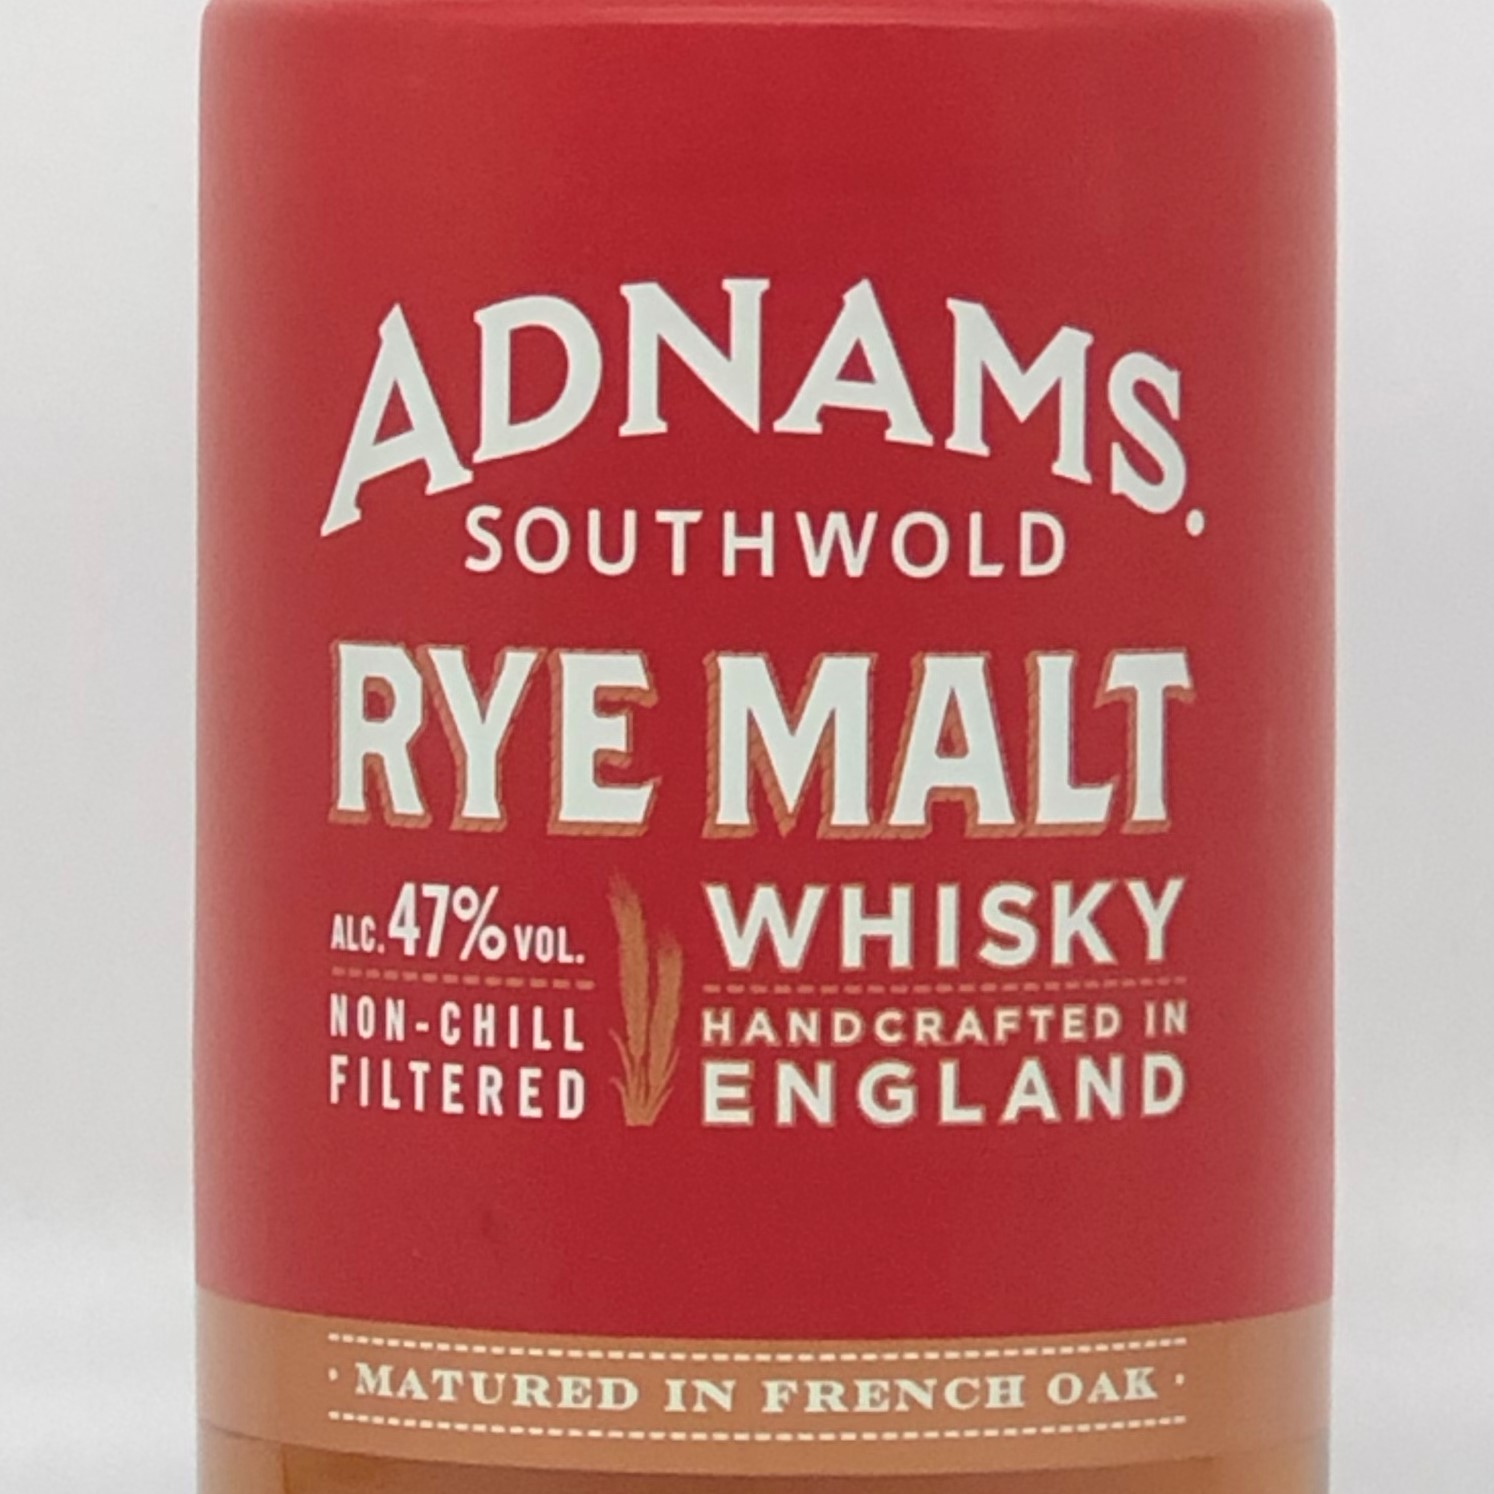 ADNAMS.
SOUTHWOLD
RYE MALT
ALC. 47% VOL.
NON-CHILL
FILTERED
WHISKY
HANDCRAFTED IN
ENGLAND
· MATURED IN FRENCH OAK ·